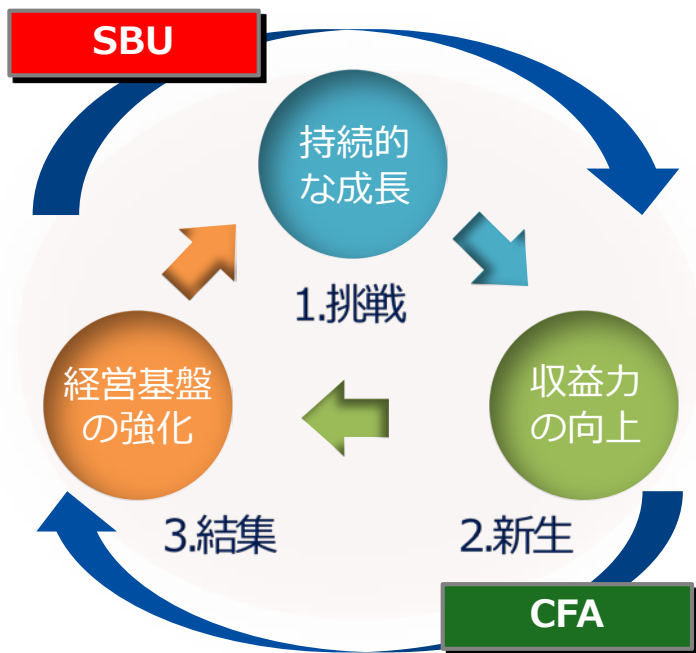 SBU
持続的
な成長
1.挑戦
経営基盤
の強化
収益力
の向上
3.結集
2.新生
CFA